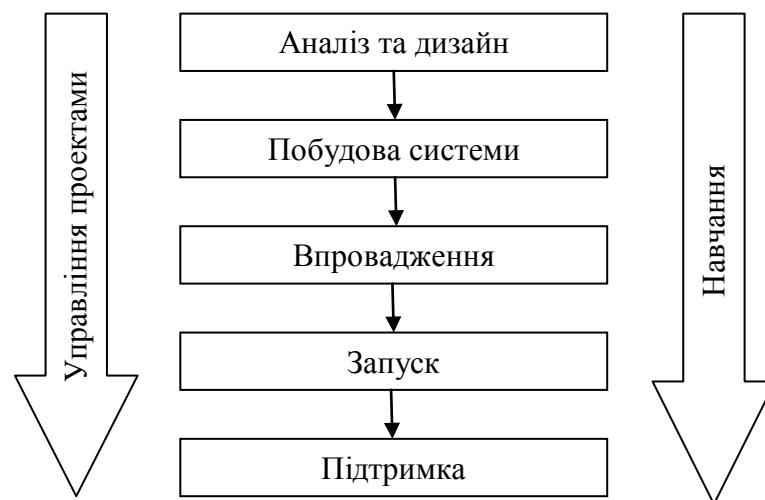 Управління проектами
Аналіз та дизайн
Побудова системи
Впровадження
Запуск
Підтримка
Навчання